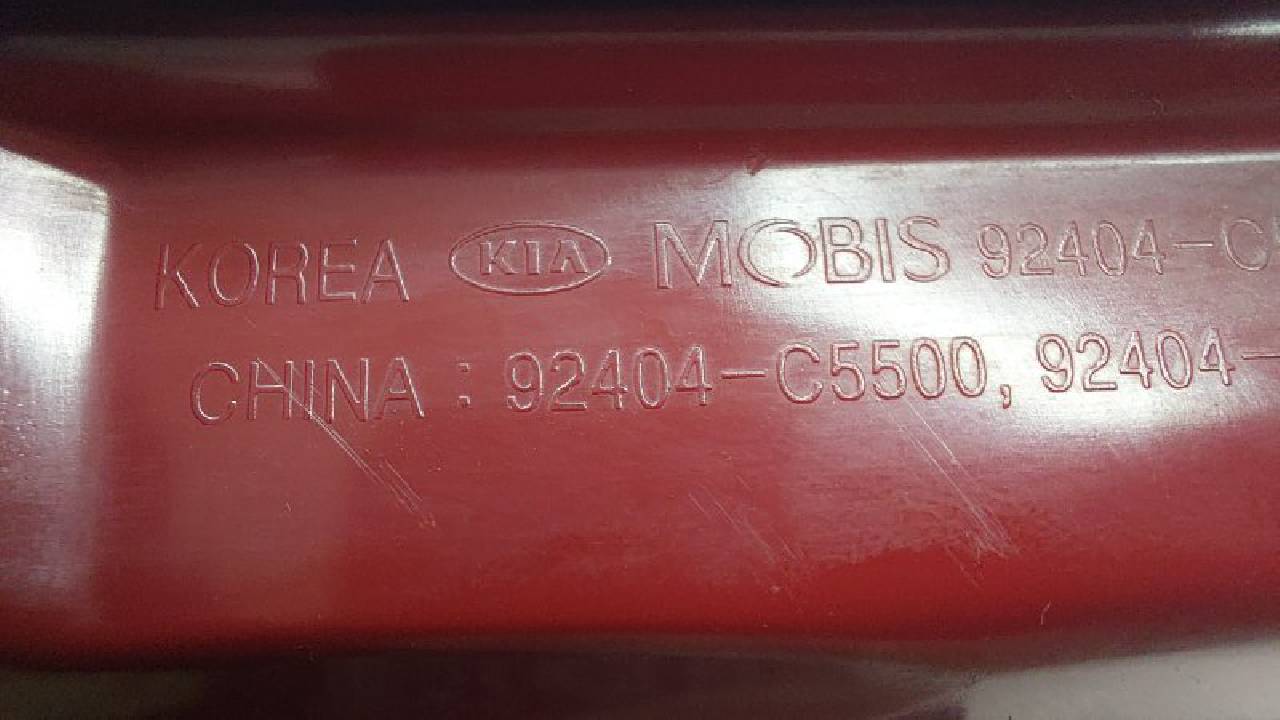 KOREA KIA MOBIS 92404-C
CHINA : 92404-C5500, 92404-